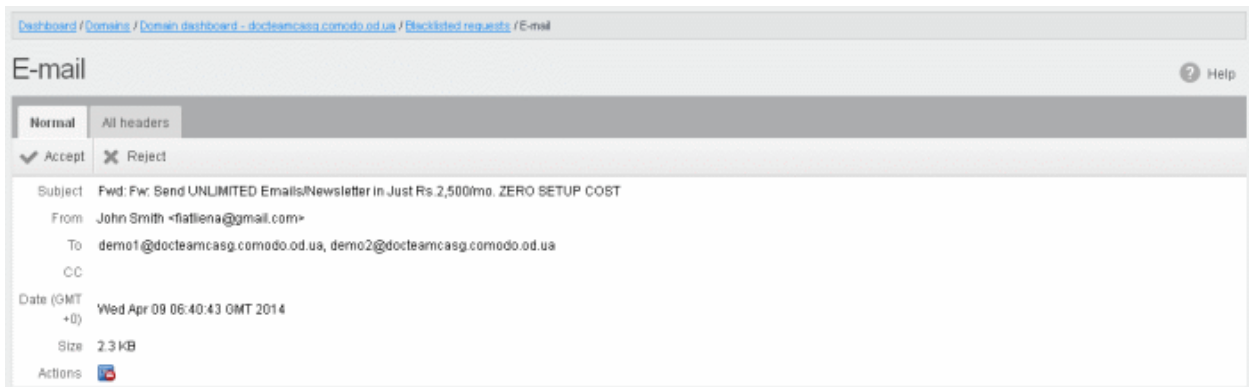 Dashboard / Domains / Domain dashboard - docteamcasg.comodo.od.ua / Blacklisted requests / E-mail
E-mail
Help
Normal All headers
Accept Reject
Subject Fwd: Fw: Send UNLIMITED Emails/Newsletter in Just Rs.2,500/mo. ZERO SETUP COST
From John Smith <fiatliena@gmail.com>
To demo1@docteamcasg.comodo.od.ua, demo2@docteamcasg.comodo.od.ua
CC
Date (GMT
+0) Wed Apr 09 06:40:43 GMT 2014
Size 2.3 KB
Actions